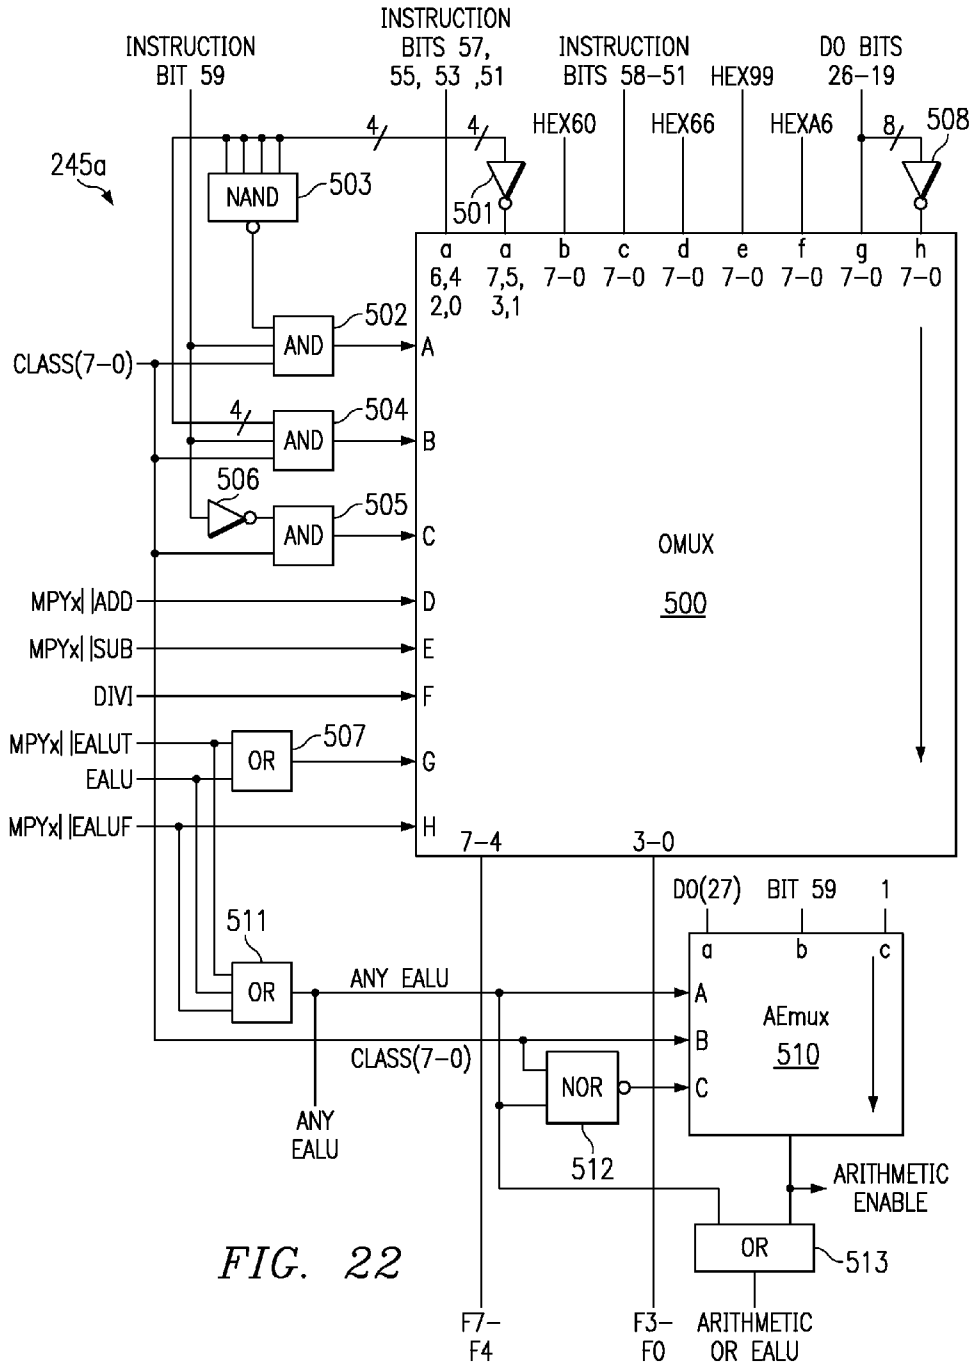 INSTRUCTION
BIT 59
INSTRUCTION
BITS 57,
55, 53 ,51
INSTRUCTION
BITS 58-51
DO BITS
26-19
HEX60
HEX66
HEX99
HEXA6
245a
4
4
8
508
NAND
503
501
a
6,4
2,0
a
7,5,
3,1
b
7-0
c
7-0
d
7-0
e
7-0
f
7-0
g
7-0
h
7-0
502
AND
A
CLASS(7-0)
504
4
AND
B
506
505
AND
C
OMUX
500
MPYx||ADD
D
MPYx||SUB
E
DIVI
F
MPYx||EALUT
507
OR
G
EALU
MPYx||EALUF
H
7-4
3-0
DO(27)
BIT 59
1
a
b
c
511
OR
ANY EALU
A
AEmux
510
B
CLASS(7-0)
NOR
C
512
ANY
EALU
ARITHMETIC
ENABLE
OR
513
FIG. 22
F7-
F4
F3-
F0
ARITHMETIC
OR EALU